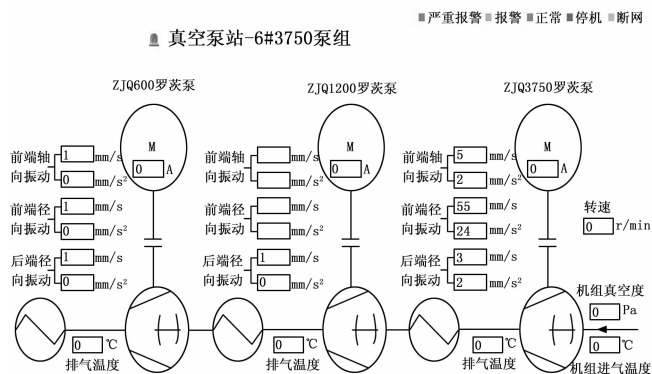 ■严重报警■报警■正常■停机■断网
真空泵站-6#3750泵组
ZJQ600罗茨泵
ZJQ1200罗茨泵
ZJQ3750罗茨泵
M
0 A
M
0 A
M
0 A
前端轴向振动
1 mm/s
0 mm/s²
前端径向振动
1 mm/s
0 mm/s²
后端径向振动
1 mm/s
0 mm/s²
前端轴向振动
mm/s
mm/s²
前端径向振动
mm/s
mm/s²
后端径向振动
1 mm/s
0 mm/s²
前端轴向振动
5 mm/s
2 mm/s²
前端径向振动
55 mm/s
24 mm/s²
后端径向振动
3 mm/s
2 mm/s²
转速
0 r/min
机组真空度
0 Pa
0 ℃
机组进气温度
0 ℃
排气温度
0 ℃
排气温度
0 ℃
排气温度